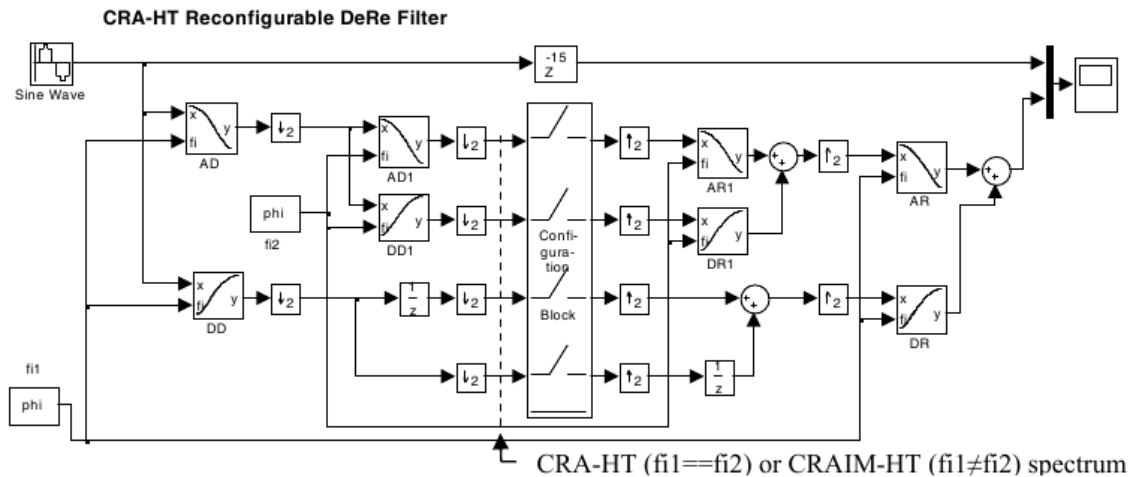 CRA-HT Reconfigurable DeRe Filter
Sine Wave
-15
Z
x
fi
y
AD
↓2
x
fi
y
AD1
↓2
↑2
x
fi
y
AR1
+
+
↑2
x
fi
y
AR
+
+
phi
fi2
x
fi
y
DD1
↓2
Confi-
gura-
tion
↑2
x
fi
y
DR1
x
fi
y
DD
↓2
1
z
↓2
Block
↑2
+
+
↑2
x
fi
y
DR
fi1
phi
↓2
↑2
1
z
CRA-HT (fi1==fi2) or CRAIM-HT (fi1≠fi2) spectrum